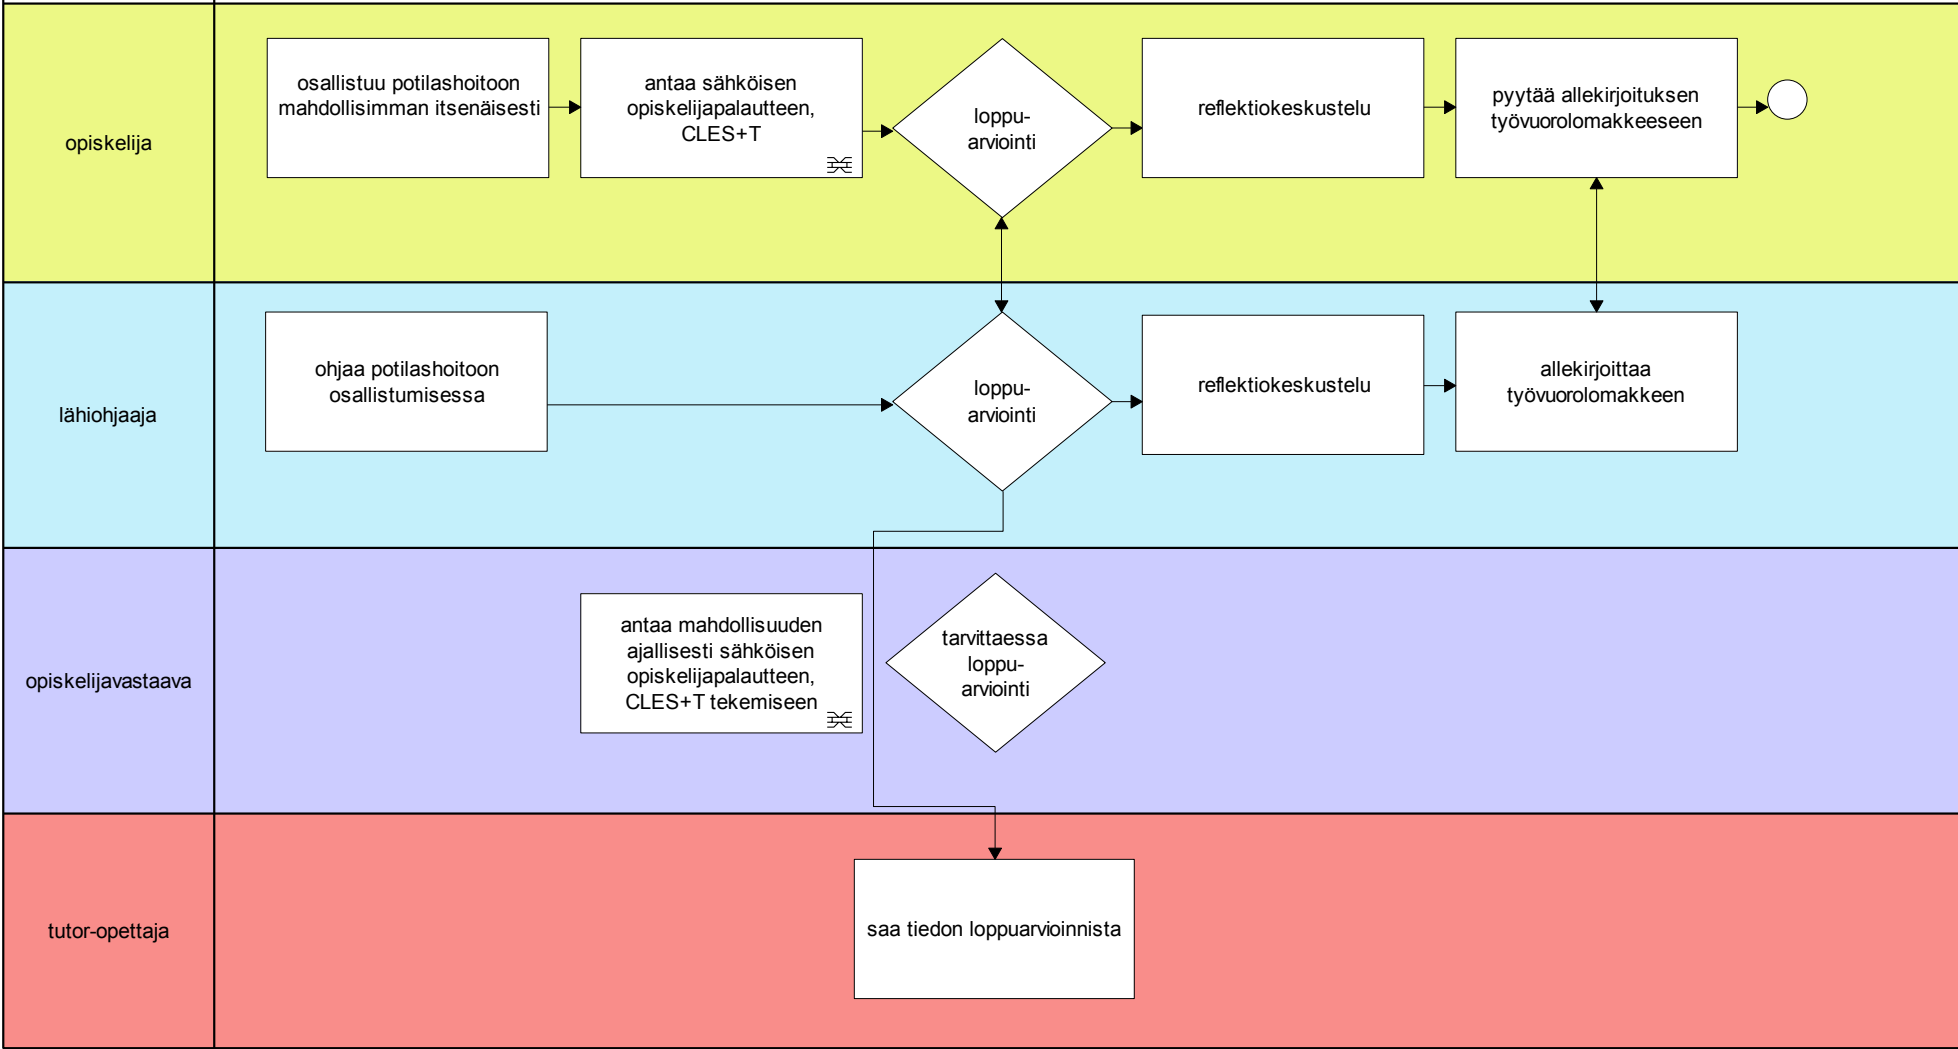 opiskelija
osallistuu potilashoitoon
mahdollisimman itsenäisesti
antaa sähköisen
opiskelijapalautteen,
CLES+T
loppu-
arviointi
reflektiokeskustelu
pyytää allekirjoituksen
työvuorolomakkeeseen
lähiohjaaja
ohjaa potilashoitoon
osallistumisessa
loppu-
arviointi
reflektiokeskustelu
allekirjoittaa
työvuorolomakkeen
opiskelijavastaava
antaa mahdollisuuden
ajallisesti sähköisen
opiskelijapalautteen,
CLES+T tekemiseen
tarvittaessa
loppu-
arviointi
tutor-opettaja
saa tiedon loppuarvioinnista